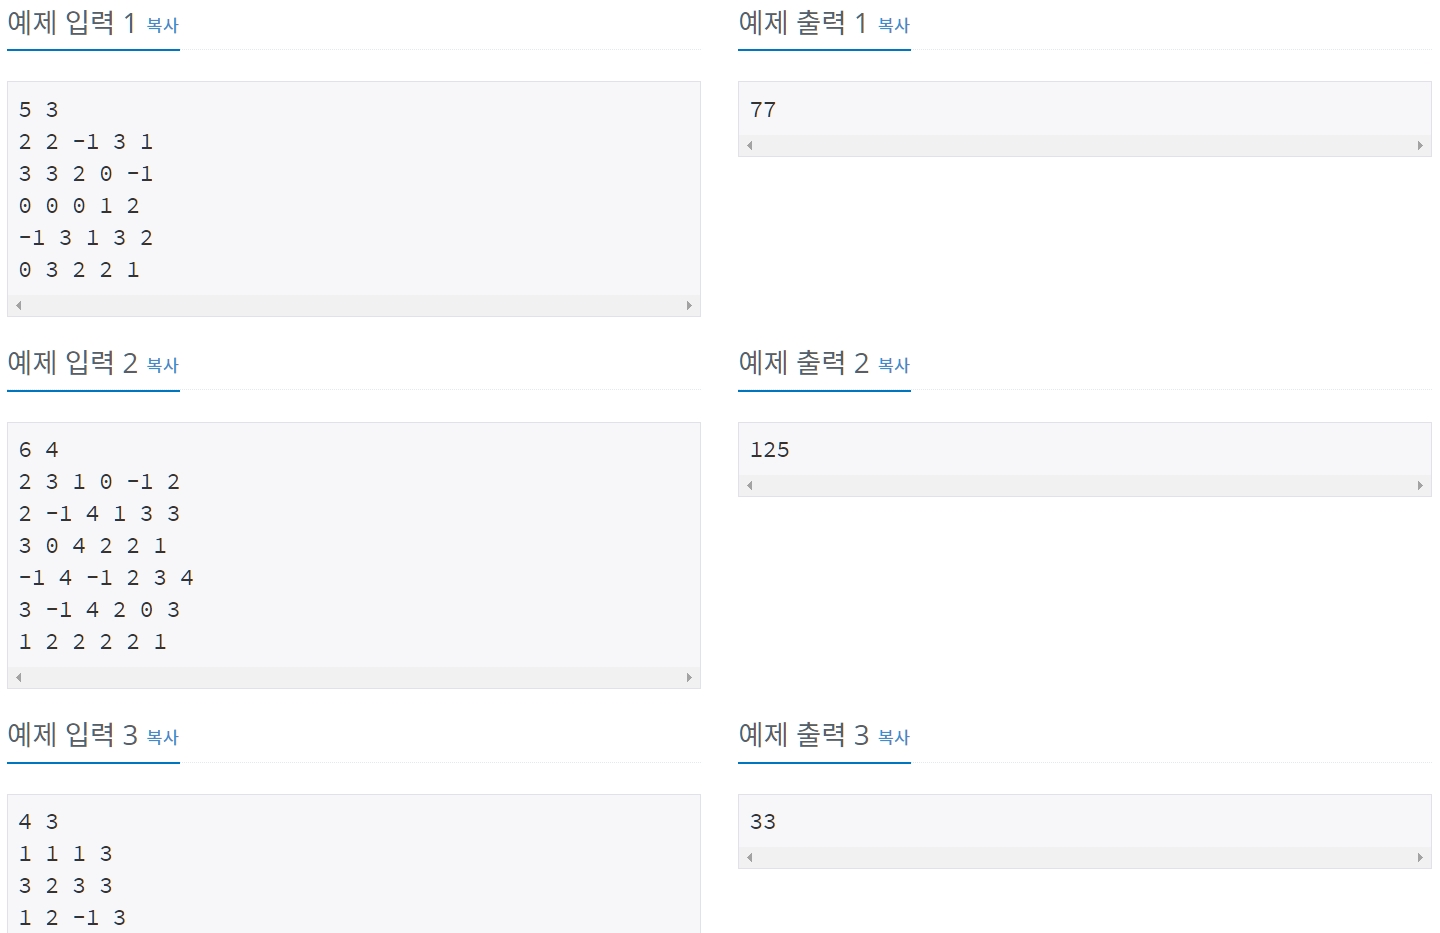 예제 입력 1 복사
5 3
2 2 -1 3 1
3 3 2 0 -1
0 0 0 1 2
-1 3 1 3 2
0 3 2 2 1
예제 출력 1 복사
77
예제 입력 2 복사
6 4
2 3 1 0 -1 2
2 -1 4 1 3 3
3 0 4 2 2 1
-1 4 -1 2 3 4
3 -1 4 2 0 3
1 2 2 2 2 1
예제 출력 2 복사
125
예제 입력 3 복사
4 3
1 1 1 3
3 2 3 3
1 2 -1 3
예제 출력 3 복사
33